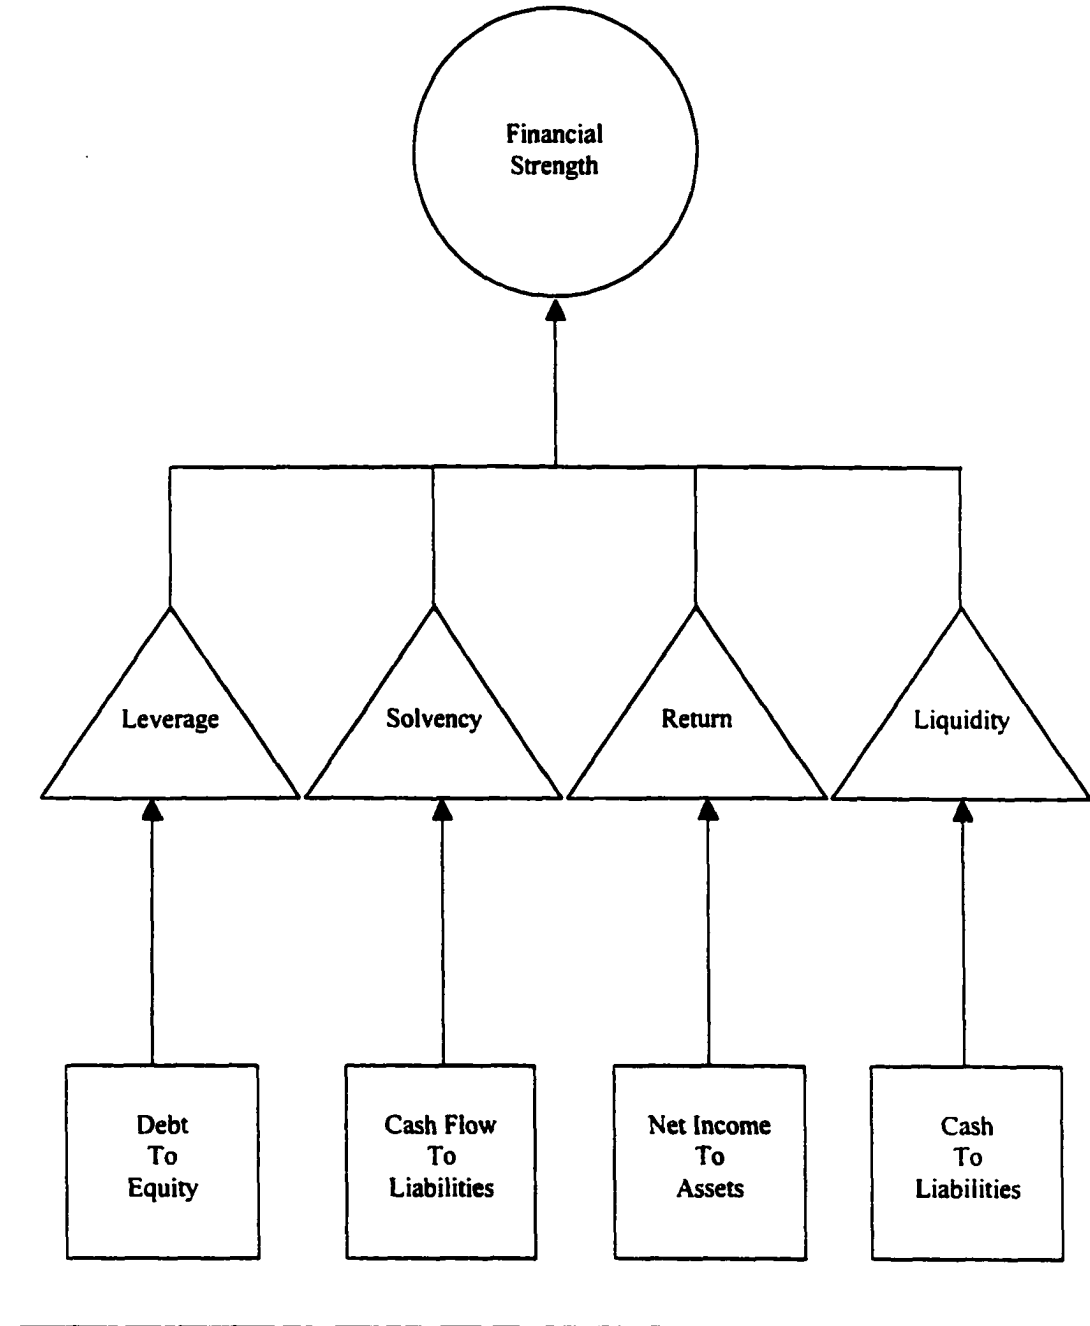 Financial
Strength
Leverage
Solvency
Return
Liquidity
Debt
To
Equity
Cash Flow
To
Liabilities
Net Income
To
Assets
Cash
To
Liabilities